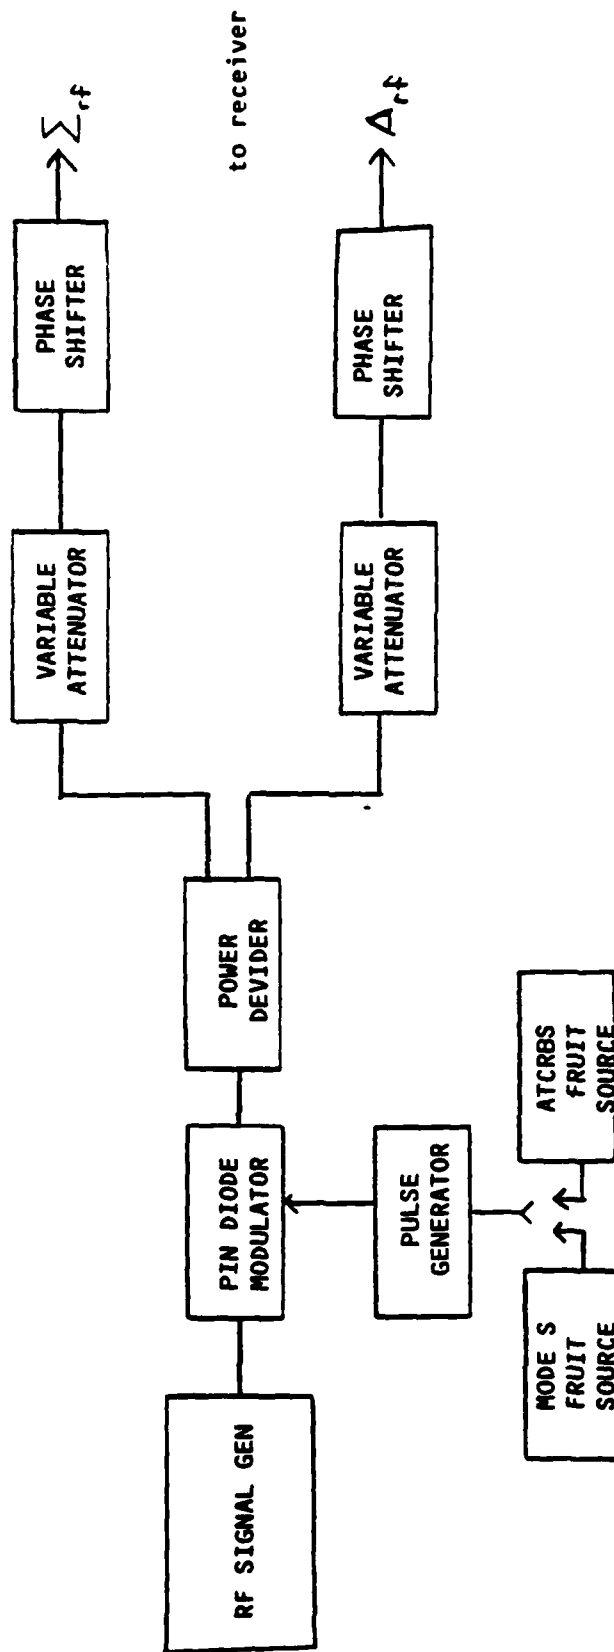 RF SIGNAL GEN
PIN DIODE
MODULATOR
POWER
DEVIDER
VARIABLE
ATTENUATOR
PHASE
SHIFTER
Σrf
to receiver
VARIABLE
ATTENUATOR
PHASE
SHIFTER
Δrf
PULSE
GENERATOR
MODE S
FRUIT
SOURCE
ATCRBS
FRUIT
SOURCE